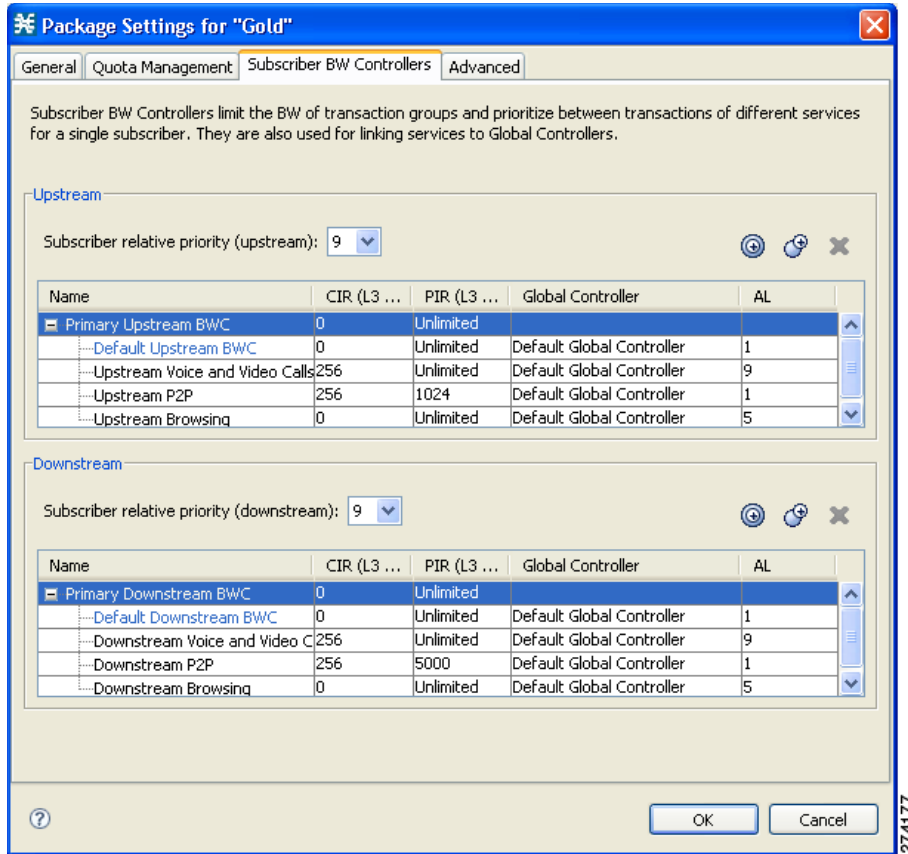 Package Settings for "Gold"
General Quota Management Subscriber BW Controllers Advanced
Subscriber BW Controllers limit the BW of transaction groups and prioritize between transactions of different services
for a single subscriber. They are also used for linking services to Global Controllers.
Upstream
Subscriber relative priority (upstream): 9
Name CIR (L3 ... PIR (L3 ... Global Controller AL
Primary Upstream BWC 0 Unlimited
Default Upstream BWC 0 Unlimited Default Global Controller 1
Upstream Voice and Video Calls 256 Unlimited Default Global Controller 9
Upstream P2P 256 1024 Default Global Controller 1
Upstream Browsing 0 Unlimited Default Global Controller 5
Downstream
Subscriber relative priority (downstream): 9
Name CIR (L3 ... PIR (L3 ... Global Controller AL
Primary Downstream BWC 0 Unlimited
Default Downstream BWC 0 Unlimited Default Global Controller 1
Downstream Voice and Video C 256 Unlimited Default Global Controller 9
Downstream P2P 256 5000 Default Global Controller 1
Downstream Browsing 0 Unlimited Default Global Controller 5
OK Cancel
274177